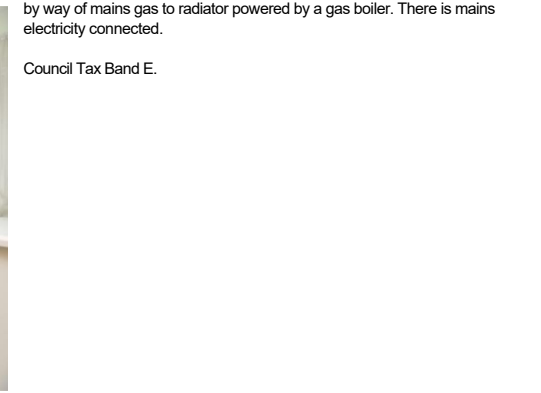 by way of mains gas to radiator powered by a gas boiler. There is mains
electricity connected.
Council Tax Band E.